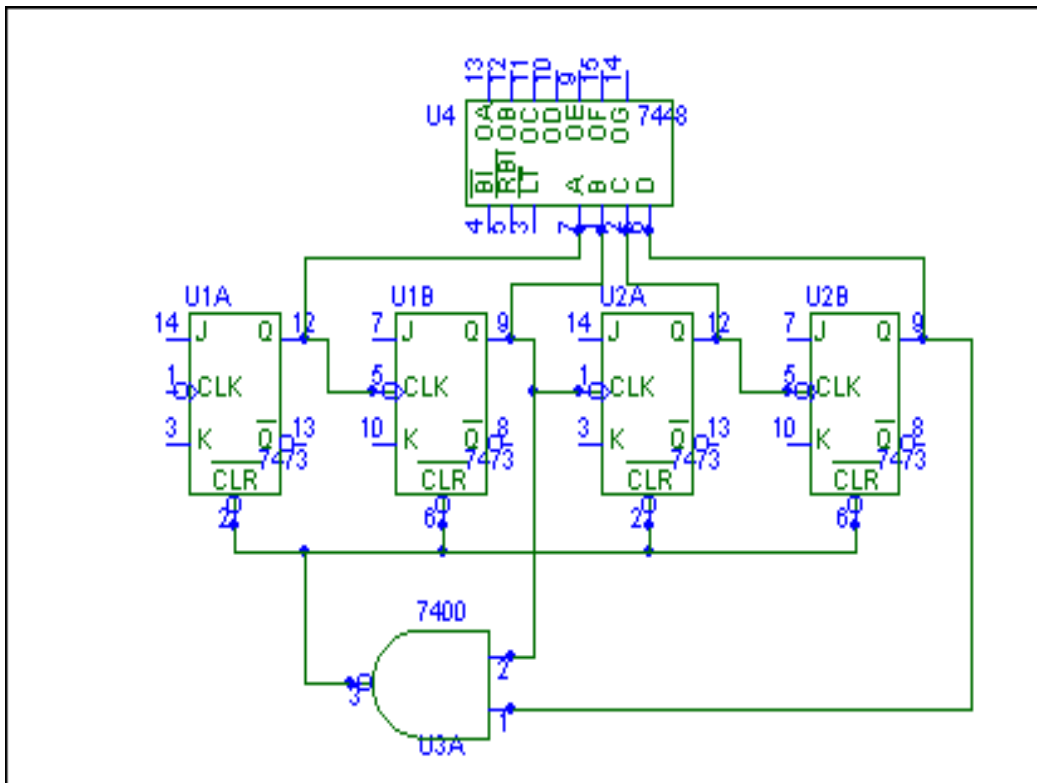 13 12 11 10 9 15 14
U4 OA OB OC OD OE OF OG 7448
BI RBI LT A B C D
4 5 3 7 1 2 6
U1A U1B U2A U2B
14 J Q 12 7 J Q 9 14 J Q 12 7 J Q 9
1 CLK 5 CLK 1 CLK 5 CLK
3 K Q 13 10 K Q 8 3 K Q 13 10 K Q 8
7473 7473 7473 7473
CLR CLR CLR CLR
2 6 2 6
7400
2
3
1
U3A